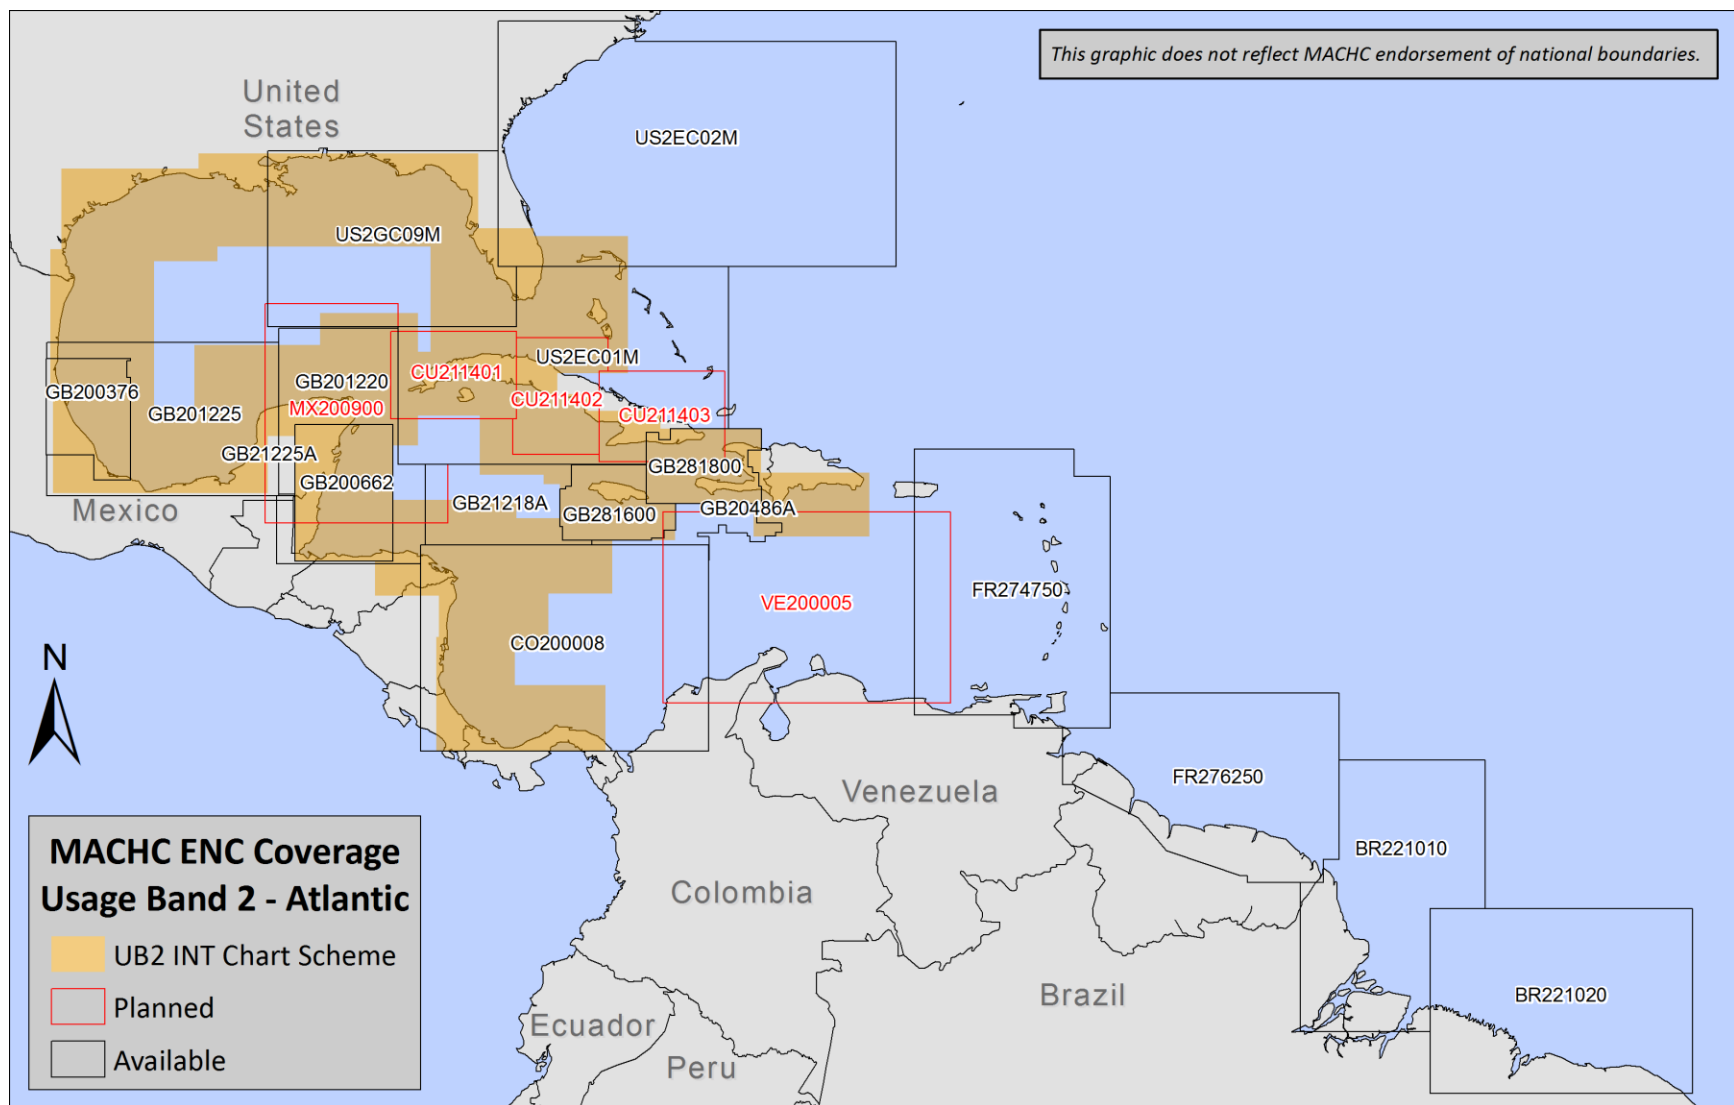 This graphic does not reflect MACHC endorsement of national boundaries.
United
States
US2EC02M
US2GC09M
US2EC01M
GB200376
GB201225
GB201220
MX200900
CU211401
CU211402
CU211403
GB21225A
GB200662
GB21218A
GB281600
GB281800
GB20486A
Mexico
FR274750
VE200005
CO200008
N
FR276250
Venezuela
BR221010
Colombia
BR221020
Brazil
Ecuador
Peru
MACHC ENC Coverage
Usage Band 2 - Atlantic
UB2 INT Chart Scheme
Planned
Available